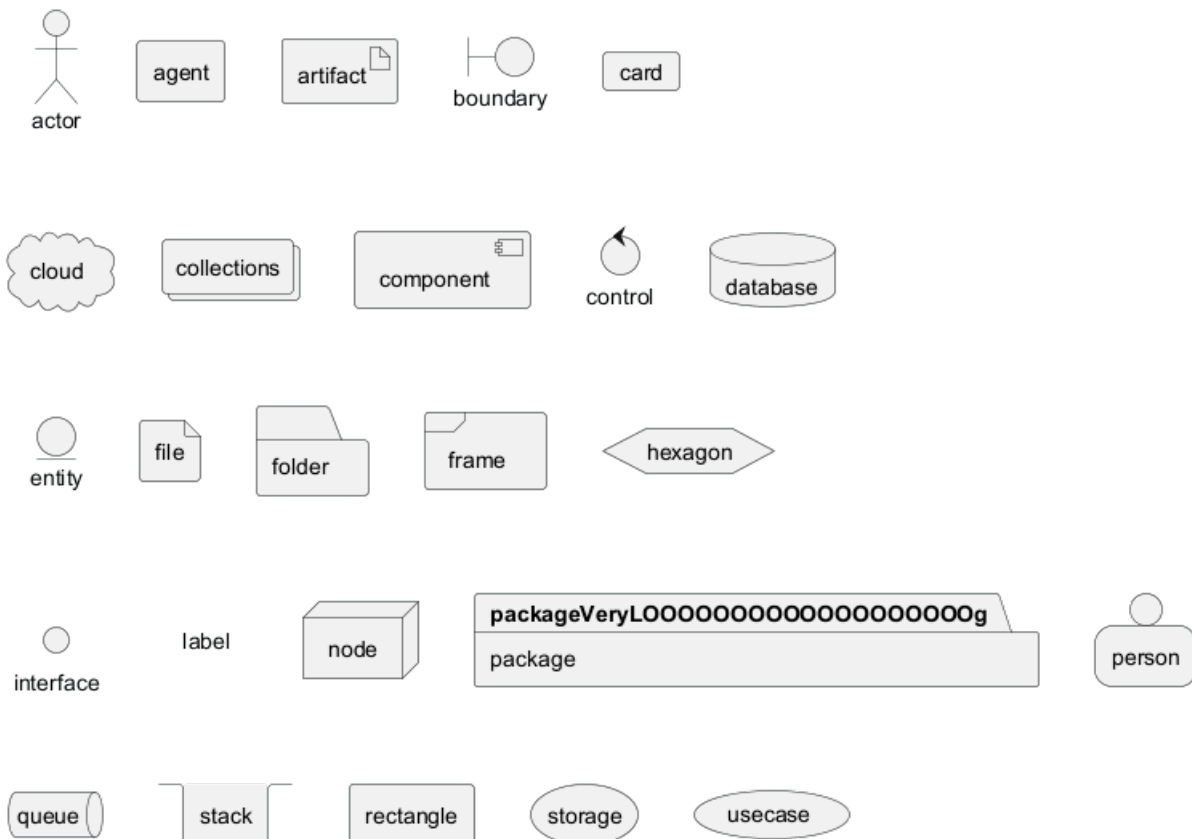 actor
agent
artifact
boundary
card
cloud
collections
component
control
database
entity
file
folder
frame
hexagon
interface
label
node
packageVeryLOOOOOOOOOOOOOOOOOOOg
package
person
queue
stack
rectangle
storage
usecase